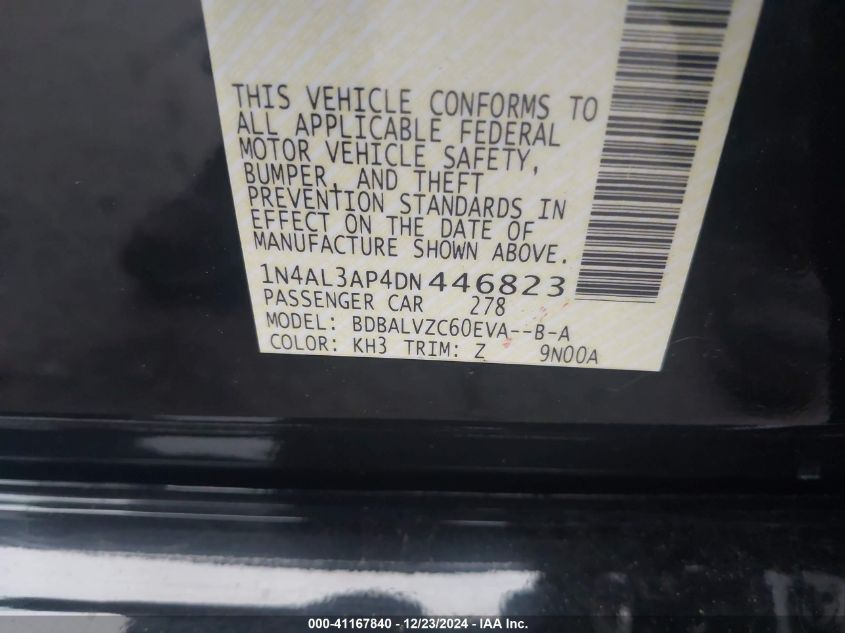 THIS VEHICLE CONFORMS TO
ALL APPLICABLE FEDERAL
MOTOR VEHICLE SAFETY,
BUMPER, AND THEFT
PREVENTION STANDARDS IN
EFFECT ON THE DATE OF
MANUFACTURE SHOWN ABOVE.
1N4AL3AP4DN446823
PASSENGER CAR 278
MODEL: BDBALVZC60EVA--B-A
COLOR: KH3 TRIM: Z 9N00A
000-41167840 - 12/23/2024 - IAA Inc.